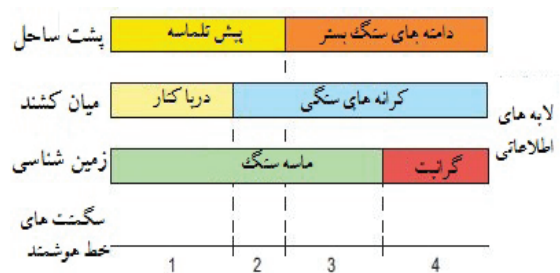 پشت ساحل
پیش تلماسه
دامنه های سنگ بستر
میان کشند
دریا کنار
کرانه های سنگی
لایه های
اطلاعاتی
زمین شناسی
ماسه سنگ
گرانیت
سگمنت های
خط هوشمند
1 2 3 4